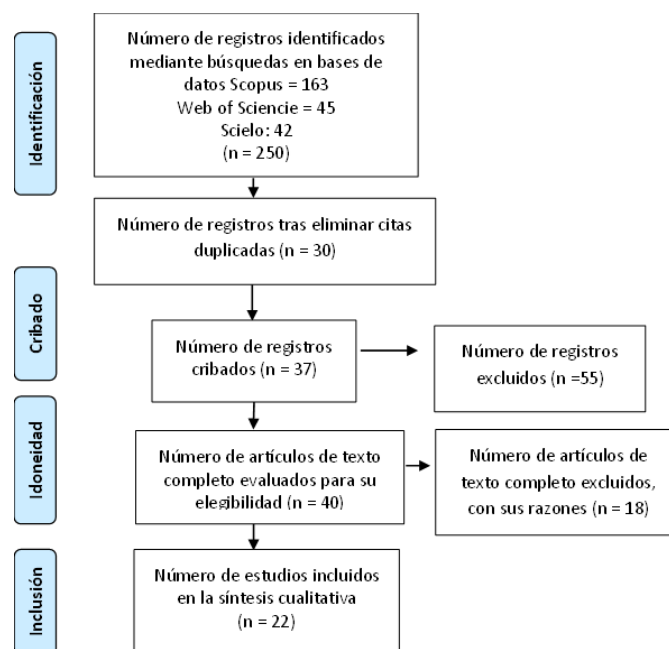 Identificación
Número de registros identificados
mediante búsquedas en bases de
datos Scopus = 163
Web of Sciencie = 45
Scielo: 42
(n = 250)
Número de registros tras eliminar citas
duplicadas (n = 30)
Cribado
Número de registros
cribados (n = 37)
Número de registros
excluidos (n =55)
Idoneidad
Número de artículos de texto
completo evaluados para su
elegibilidad (n = 40)
Número de artículos de
texto completo excluidos,
con sus razones (n = 18)
Inclusión
Número de estudios incluidos
en la síntesis cualitativa
(n = 22)